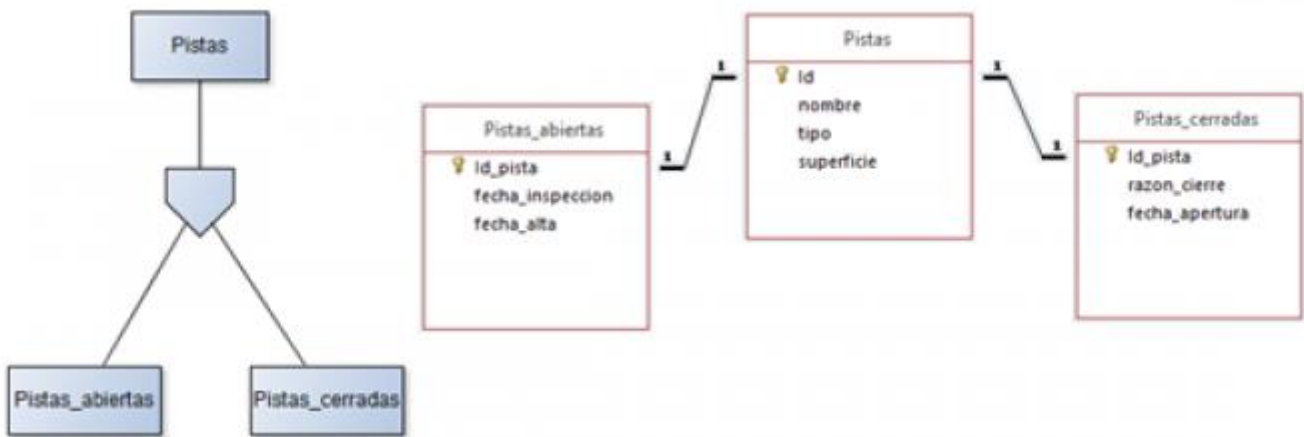 Pistas
Pistas_abiertas
Pistas_cerradas
Pistas_abiertas
Id_pista
fecha_inspeccion
fecha_alta
1
1
Pistas
Id
nombre
tipo
superficie
1
1
Pistas_cerradas
Id_pista
razon_cierre
fecha_apertura